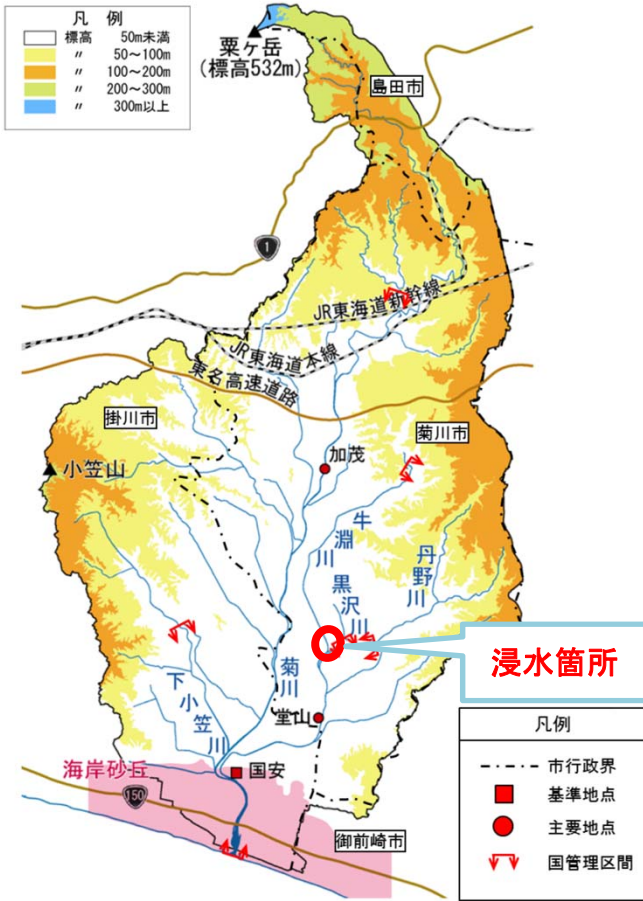 凡　例
標高　50m未満
〃　50～100m
〃　100～200m
〃　200～300m
〃　300m以上
粟ヶ岳
(標高532m)
島田市
1
JR東海道新幹線
JR東海道本線
東名高速道路
掛川市
菊川市
加茂
小笠山
牛淵川
黒沢川
丹野川
浸水箇所
菊川
下小笠川
堂山
国安
海岸砂丘
150
御前崎市
凡例
市行政界
基準地点
主要地点
国管理区間